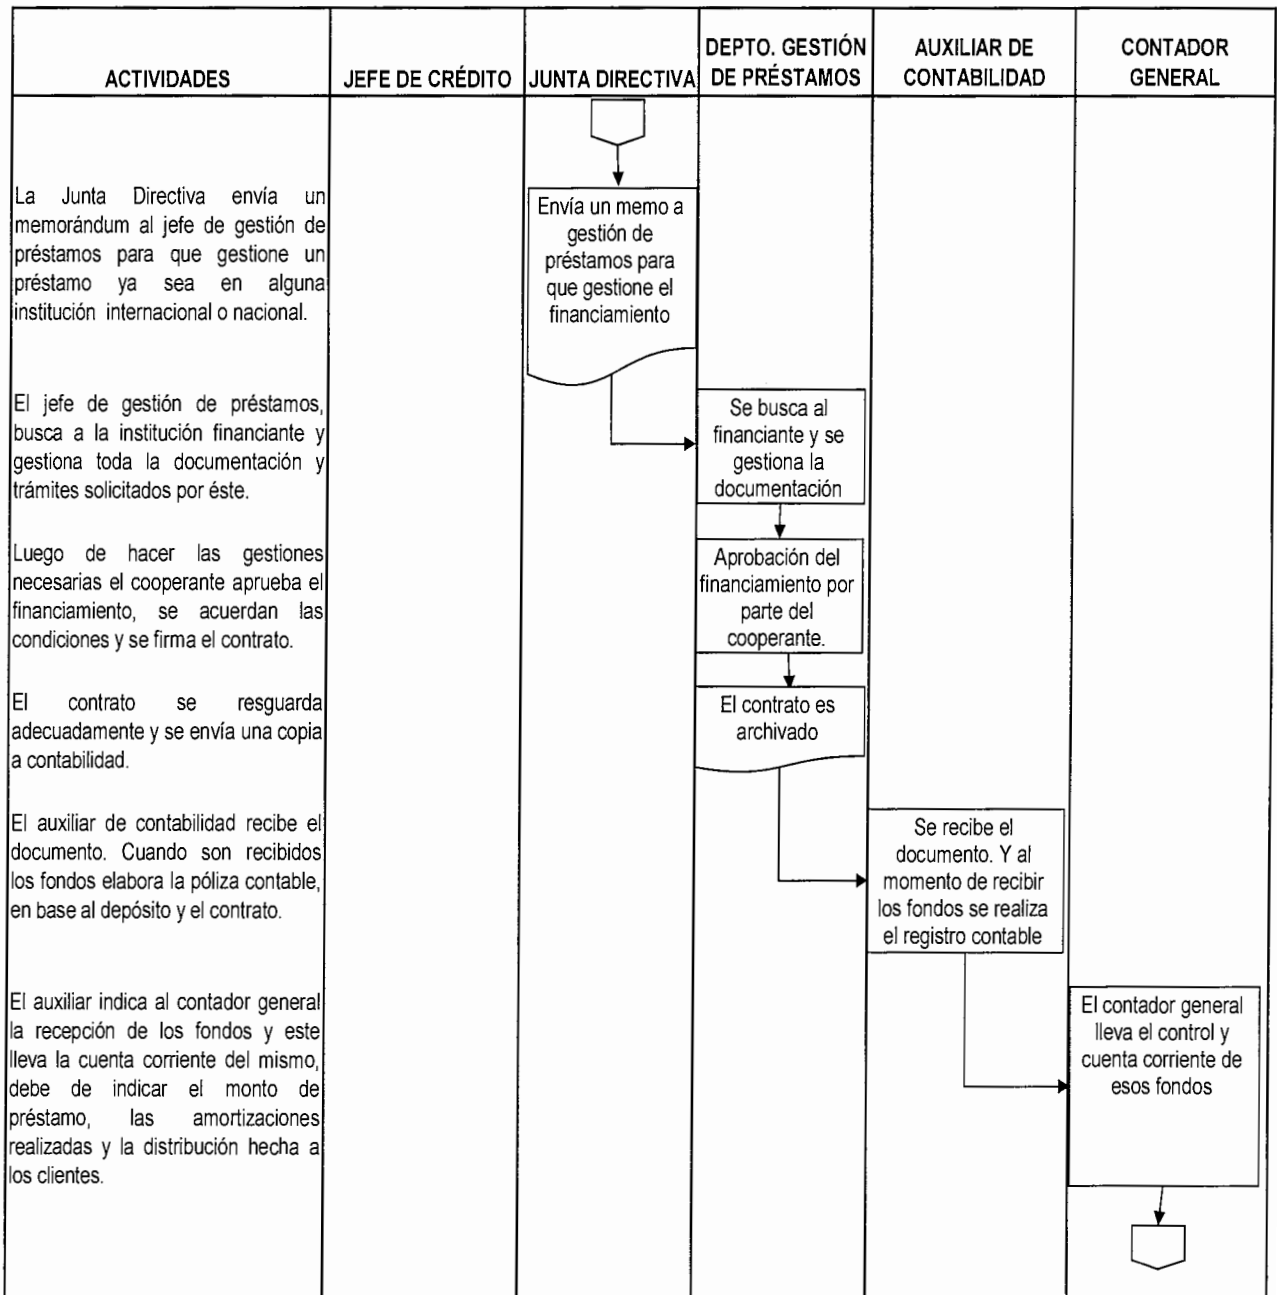 ACTIVIDADES
JEFE DE CRÉDITO
JUNTA DIRECTIVA
DEPTO. GESTIÓN
DE PRÉSTAMOS
AUXILIAR DE
CONTABILIDAD
CONTADOR
GENERAL
La Junta Directiva envía un
memorándum al jefe de gestión de
préstamos para que gestione un
préstamo ya sea en alguna
institución internacional o nacional.
Envía un memo a
gestión de
préstamos para
que gestione el
financiamiento
El jefe de gestión de préstamos,
busca a la institución financiante y
gestiona toda la documentación y
trámites solicitados por éste.
Se busca al
financiante y se
gestiona la
documentación
Luego de hacer las gestiones
necesarias el cooperante aprueba el
financiamiento, se acuerdan las
condiciones y se firma el contrato.
Aprobación del
financiamiento por
parte del
cooperante.
El contrato se resguarda
adecuadamente y se envía una copia
a contabilidad.
El contrato es
archivado
El auxiliar de contabilidad recibe el
documento. Cuando son recibidos
los fondos elabora la póliza contable,
en base al depósito y el contrato.
Se recibe el
documento. Y al
momento de recibir
los fondos se realiza
el registro contable
El auxiliar indica al contador general
la recepción de los fondos y este
lleva la cuenta corriente del mismo,
debe de indicar el monto de
préstamo, las amortizaciones
realizadas y la distribución hecha a
los clientes.
El contador general
lleva el control y
cuenta corriente de
esos fondos